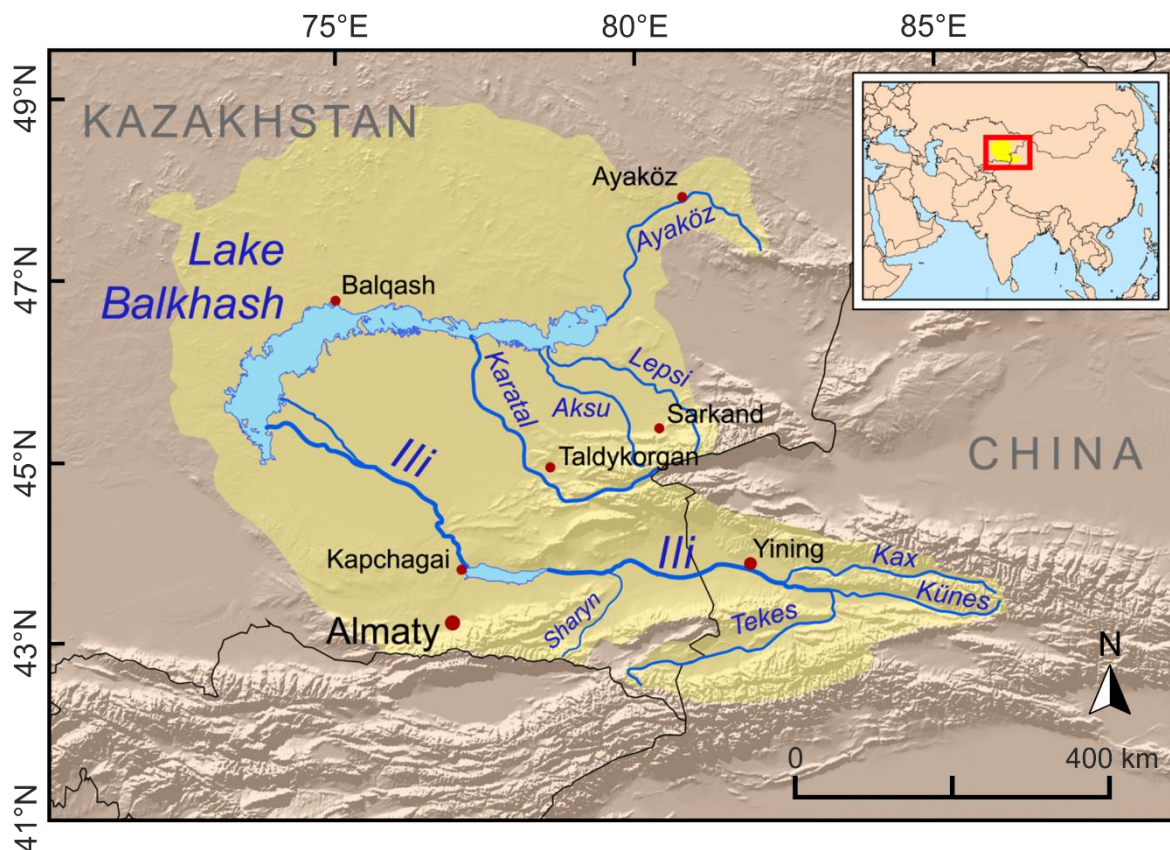 75°E
80°E
85°E
49°N
47°N
45°N
43°N
41°N
KAZAKHSTAN
CHINA
Lake
Balkhash
Ayaköz
Ayaköz
Balqash
Karatal
Aksu
Lepsi
Sarkand
Taldykorgan
Ili
Kapchagai
Ili
Yining
Kax
Künes
Tekes
Sharyn
Almaty
N
0
400 km